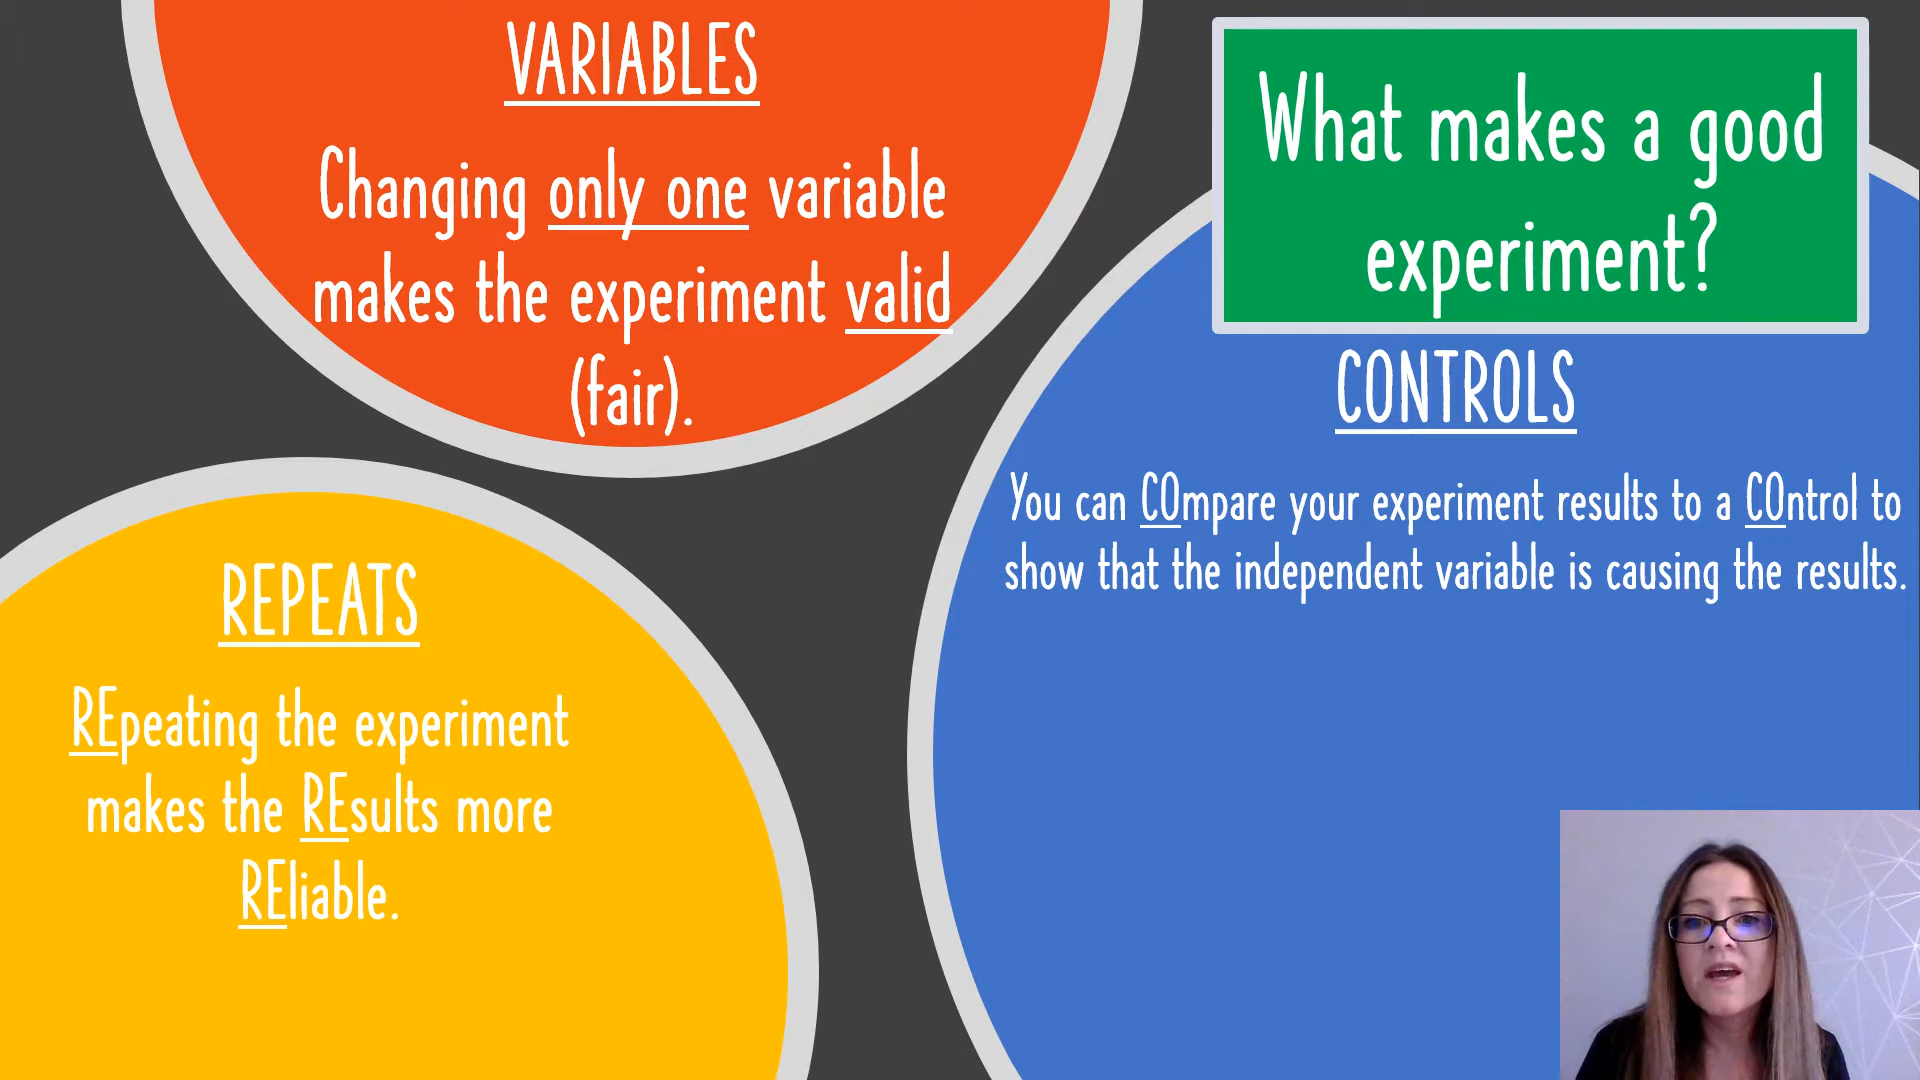 What makes a good
experiment?
VARIABLES
Changing only one variable
makes the experiment valid
(fair).
REPEATS
REpeating the experiment
makes the REsults more
REliable.
CONTROLS
You can COmpare your experiment results to a COntrol to
show that the independent variable is causing the results.